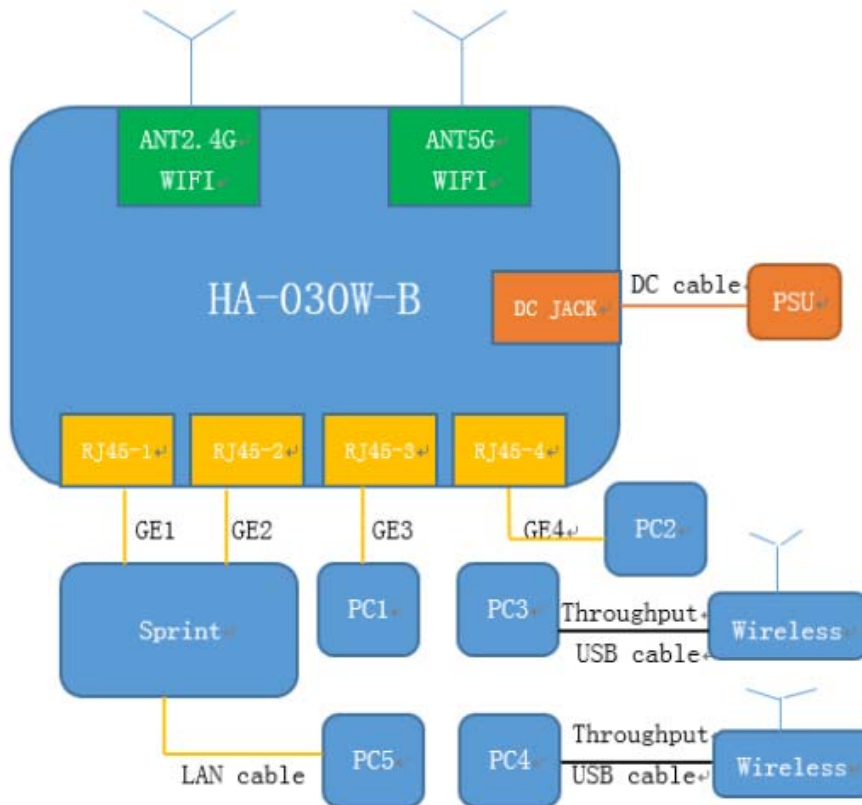 ANT2.4G
WIFI
ANT5G
WIFI
HA-030W-B
DC JACK
DC cable
PSU
RJ45-1
RJ45-2
RJ45-3
RJ45-4
GE1
GE2
GE3
GE4
PC2
Sprint
PC1
PC3
Throughput
USB cable
Wireless
LAN cable
PC5
PC4
Throughput
USB cable
Wireless